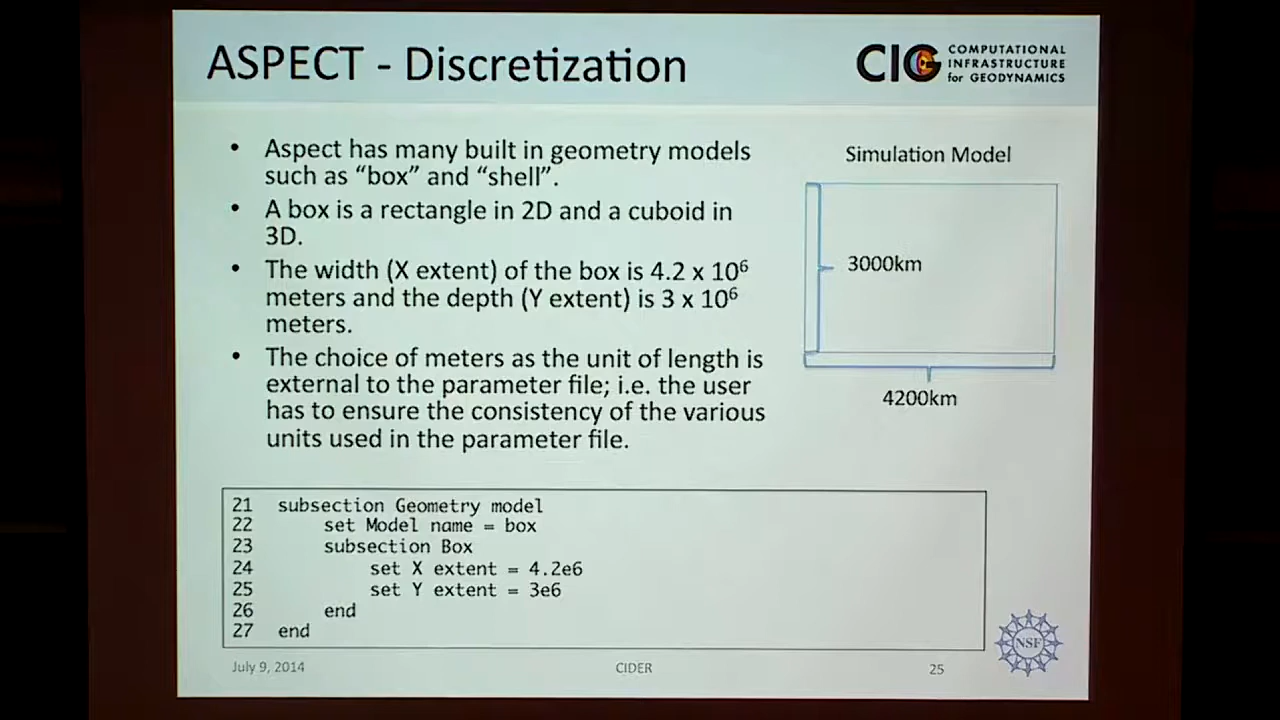 ASPECT - Discretization
CIG COMPUTATIONAL
INFRASTRUCTURE
for GEODYNAMICS
• Aspect has many built in geometry models
such as “box” and “shell”.
• A box is a rectangle in 2D and a cuboid in
3D.
• The width (X extent) of the box is 4.2 x 10⁶
meters and the depth (Y extent) is 3 x 10⁶
meters.
• The choice of meters as the unit of length is
external to the parameter file; i.e. the user
has to ensure the consistency of the various
units used in the parameter file.
Simulation Model
3000km
4200km
21 subsection Geometry model
22 set Model name = box
23 subsection Box
24 set X extent = 4.2e6
25 set Y extent = 3e6
26 end
27 end
NSF
July 9, 2014
CIDER
25